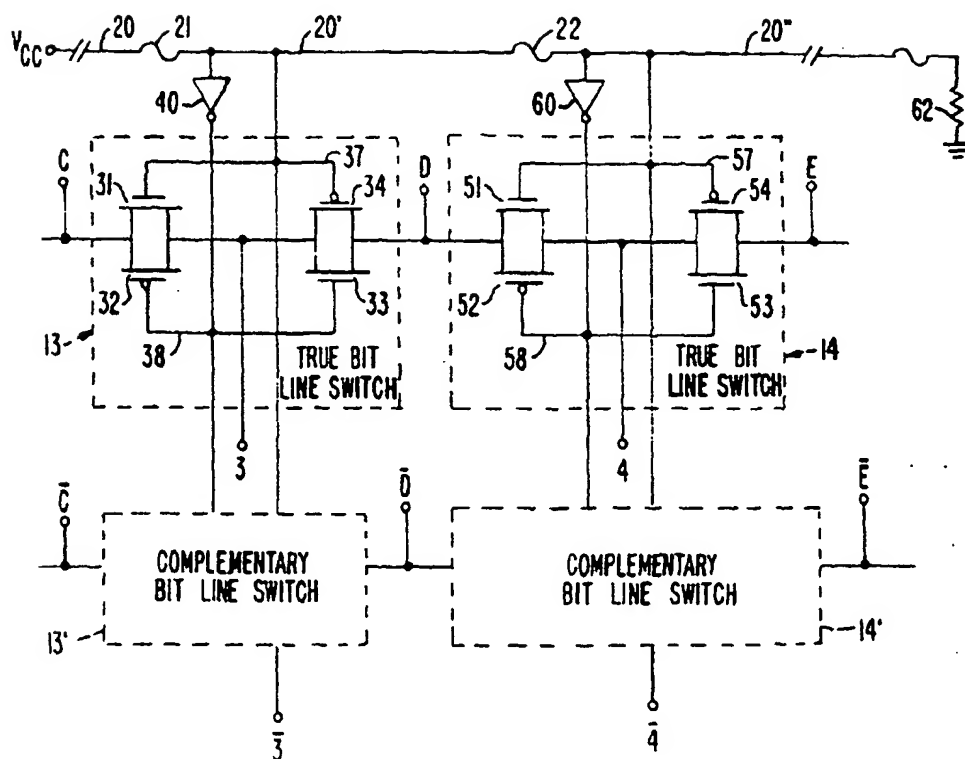 VCC 20 21 20' 22 20"
40 60 62
C 37 D 57 E
31 34 51 54
32 33 52 53
13 38 58 14
TRUE BIT
LINE SWITCH
TRUE BIT
LINE SWITCH
3 4
C̄ D̄ Ē
COMPLEMENTARY
BIT LINE SWITCH
COMPLEMENTARY
BIT LINE SWITCH
13' 14'
3̄ 4̄